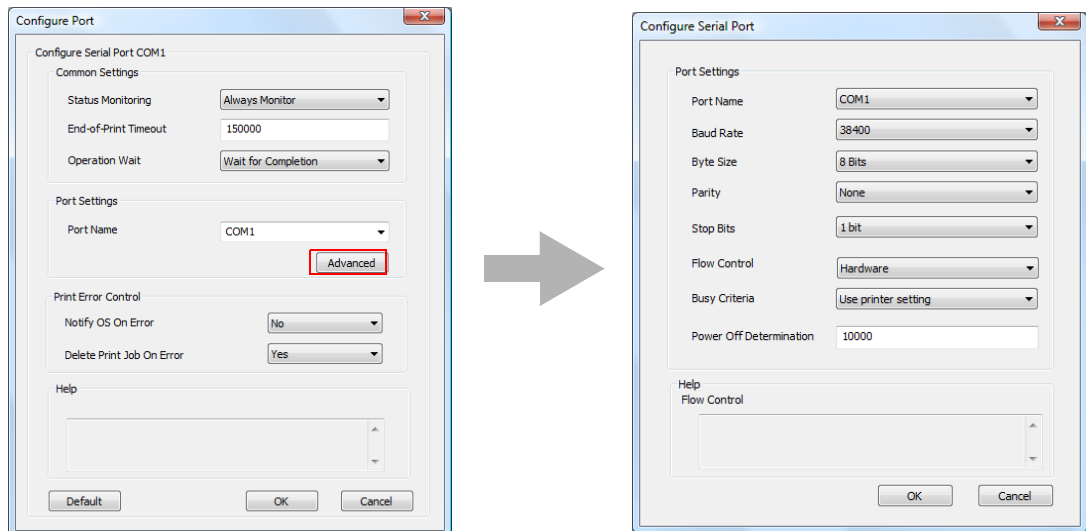 Configure Port
Configure Serial Port COM1
Common Settings
Status Monitoring Always Monitor
End-of-Print Timeout 150000
Operation Wait Wait for Completion
Port Settings
Port Name COM1
Advanced
Print Error Control
Notify OS On Error No
Delete Print Job On Error Yes
Help
Default OK Cancel
Configure Serial Port
Port Settings
Port Name COM1
Baud Rate 38400
Byte Size 8 Bits
Parity None
Stop Bits 1 bit
Flow Control Hardware
Busy Criteria Use printer setting
Power Off Determination 10000
Help
Flow Control
OK Cancel